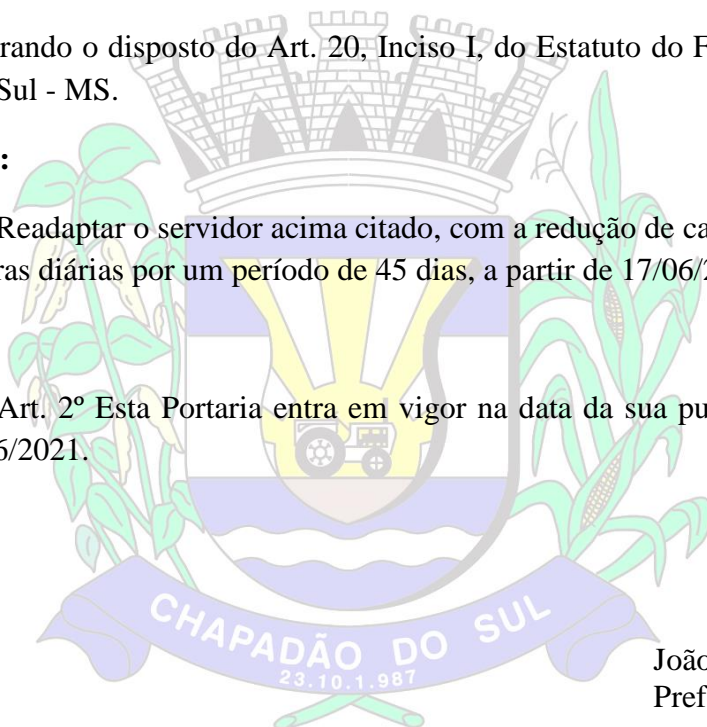 rando o disposto do Art. 20, Inciso I, do Estatuto do F
Sul - MS.
:
Readaptar o servidor acima citado, com a redução de ca
ras diárias por um período de 45 dias, a partir de 17/06/2
Art. 2º Esta Portaria entra em vigor na data da sua pu
6/2021.
CHAPADÃO DO SUL
23.10.1.987
João
Pref